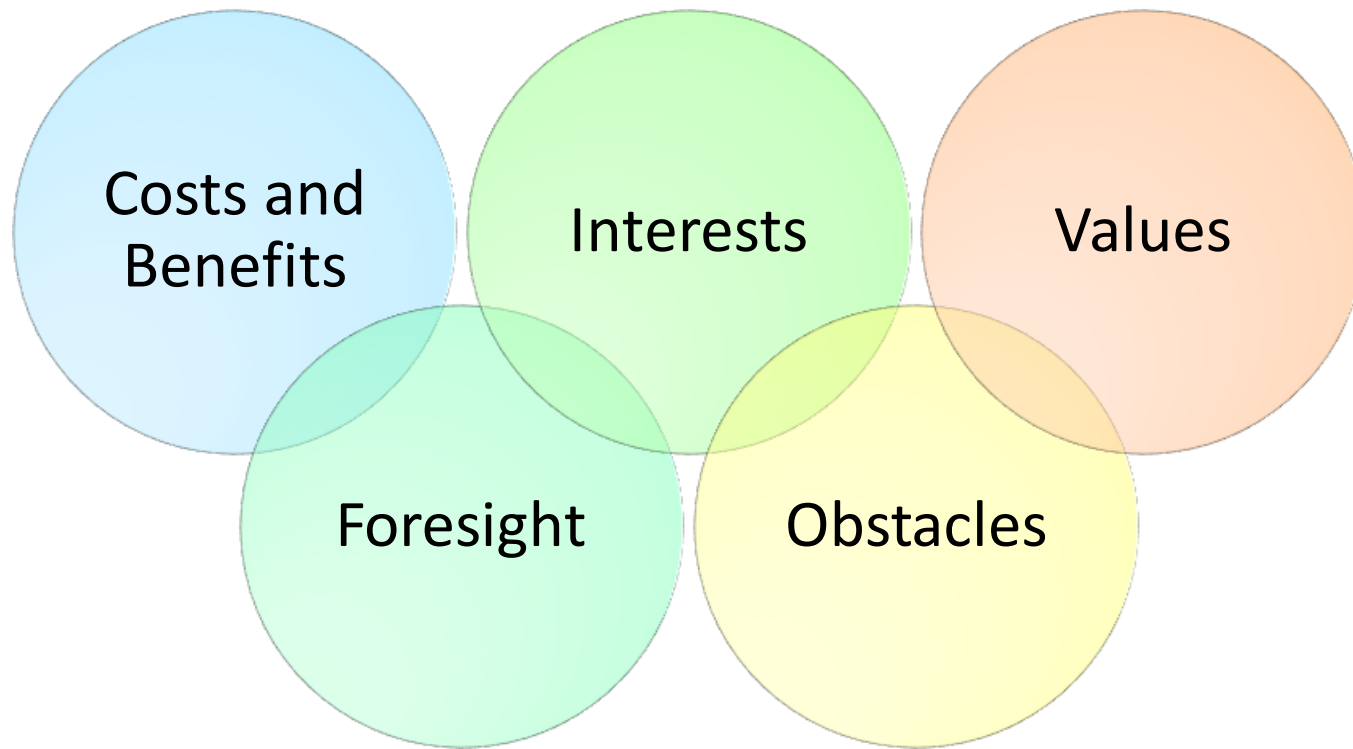 Costs and
Benefits
Interests
Values
Foresight
Obstacles